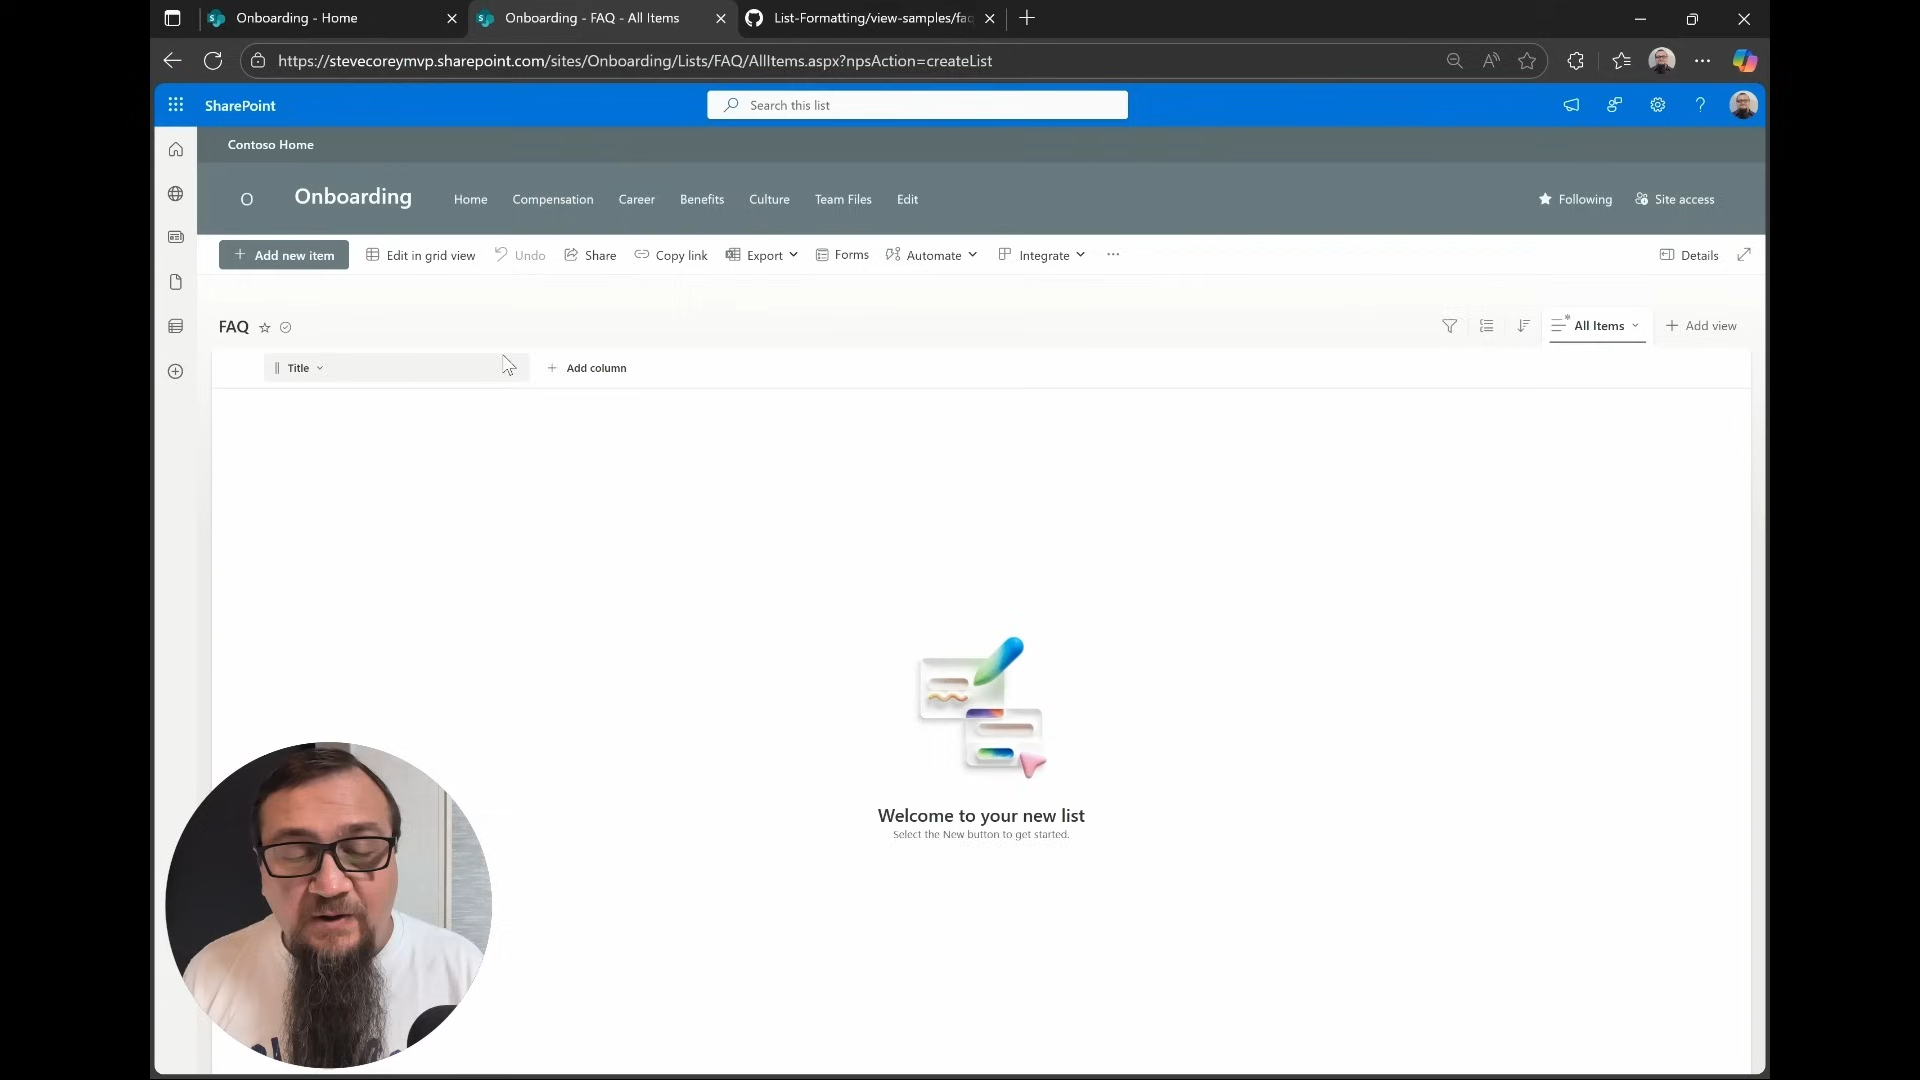 Onboarding - Home
Onboarding - FAQ - All Items
List-Formatting/view-samples/faq
https://stevecoreymvp.sharepoint.com/sites/Onboarding/Lists/FAQ/AllItems.aspx?npsAction=createList
SharePoint
Search this list
Contoso Home
O
Onboarding
Home
Compensation
Career
Benefits
Culture
Team Files
Edit
Following
Site access
Add new item
Edit in grid view
Undo
Share
Copy link
Export
Forms
Automate
Integrate
Details
FAQ
All Items
Add view
Title
Add column
Welcome to your new list
Select the New button to get started.